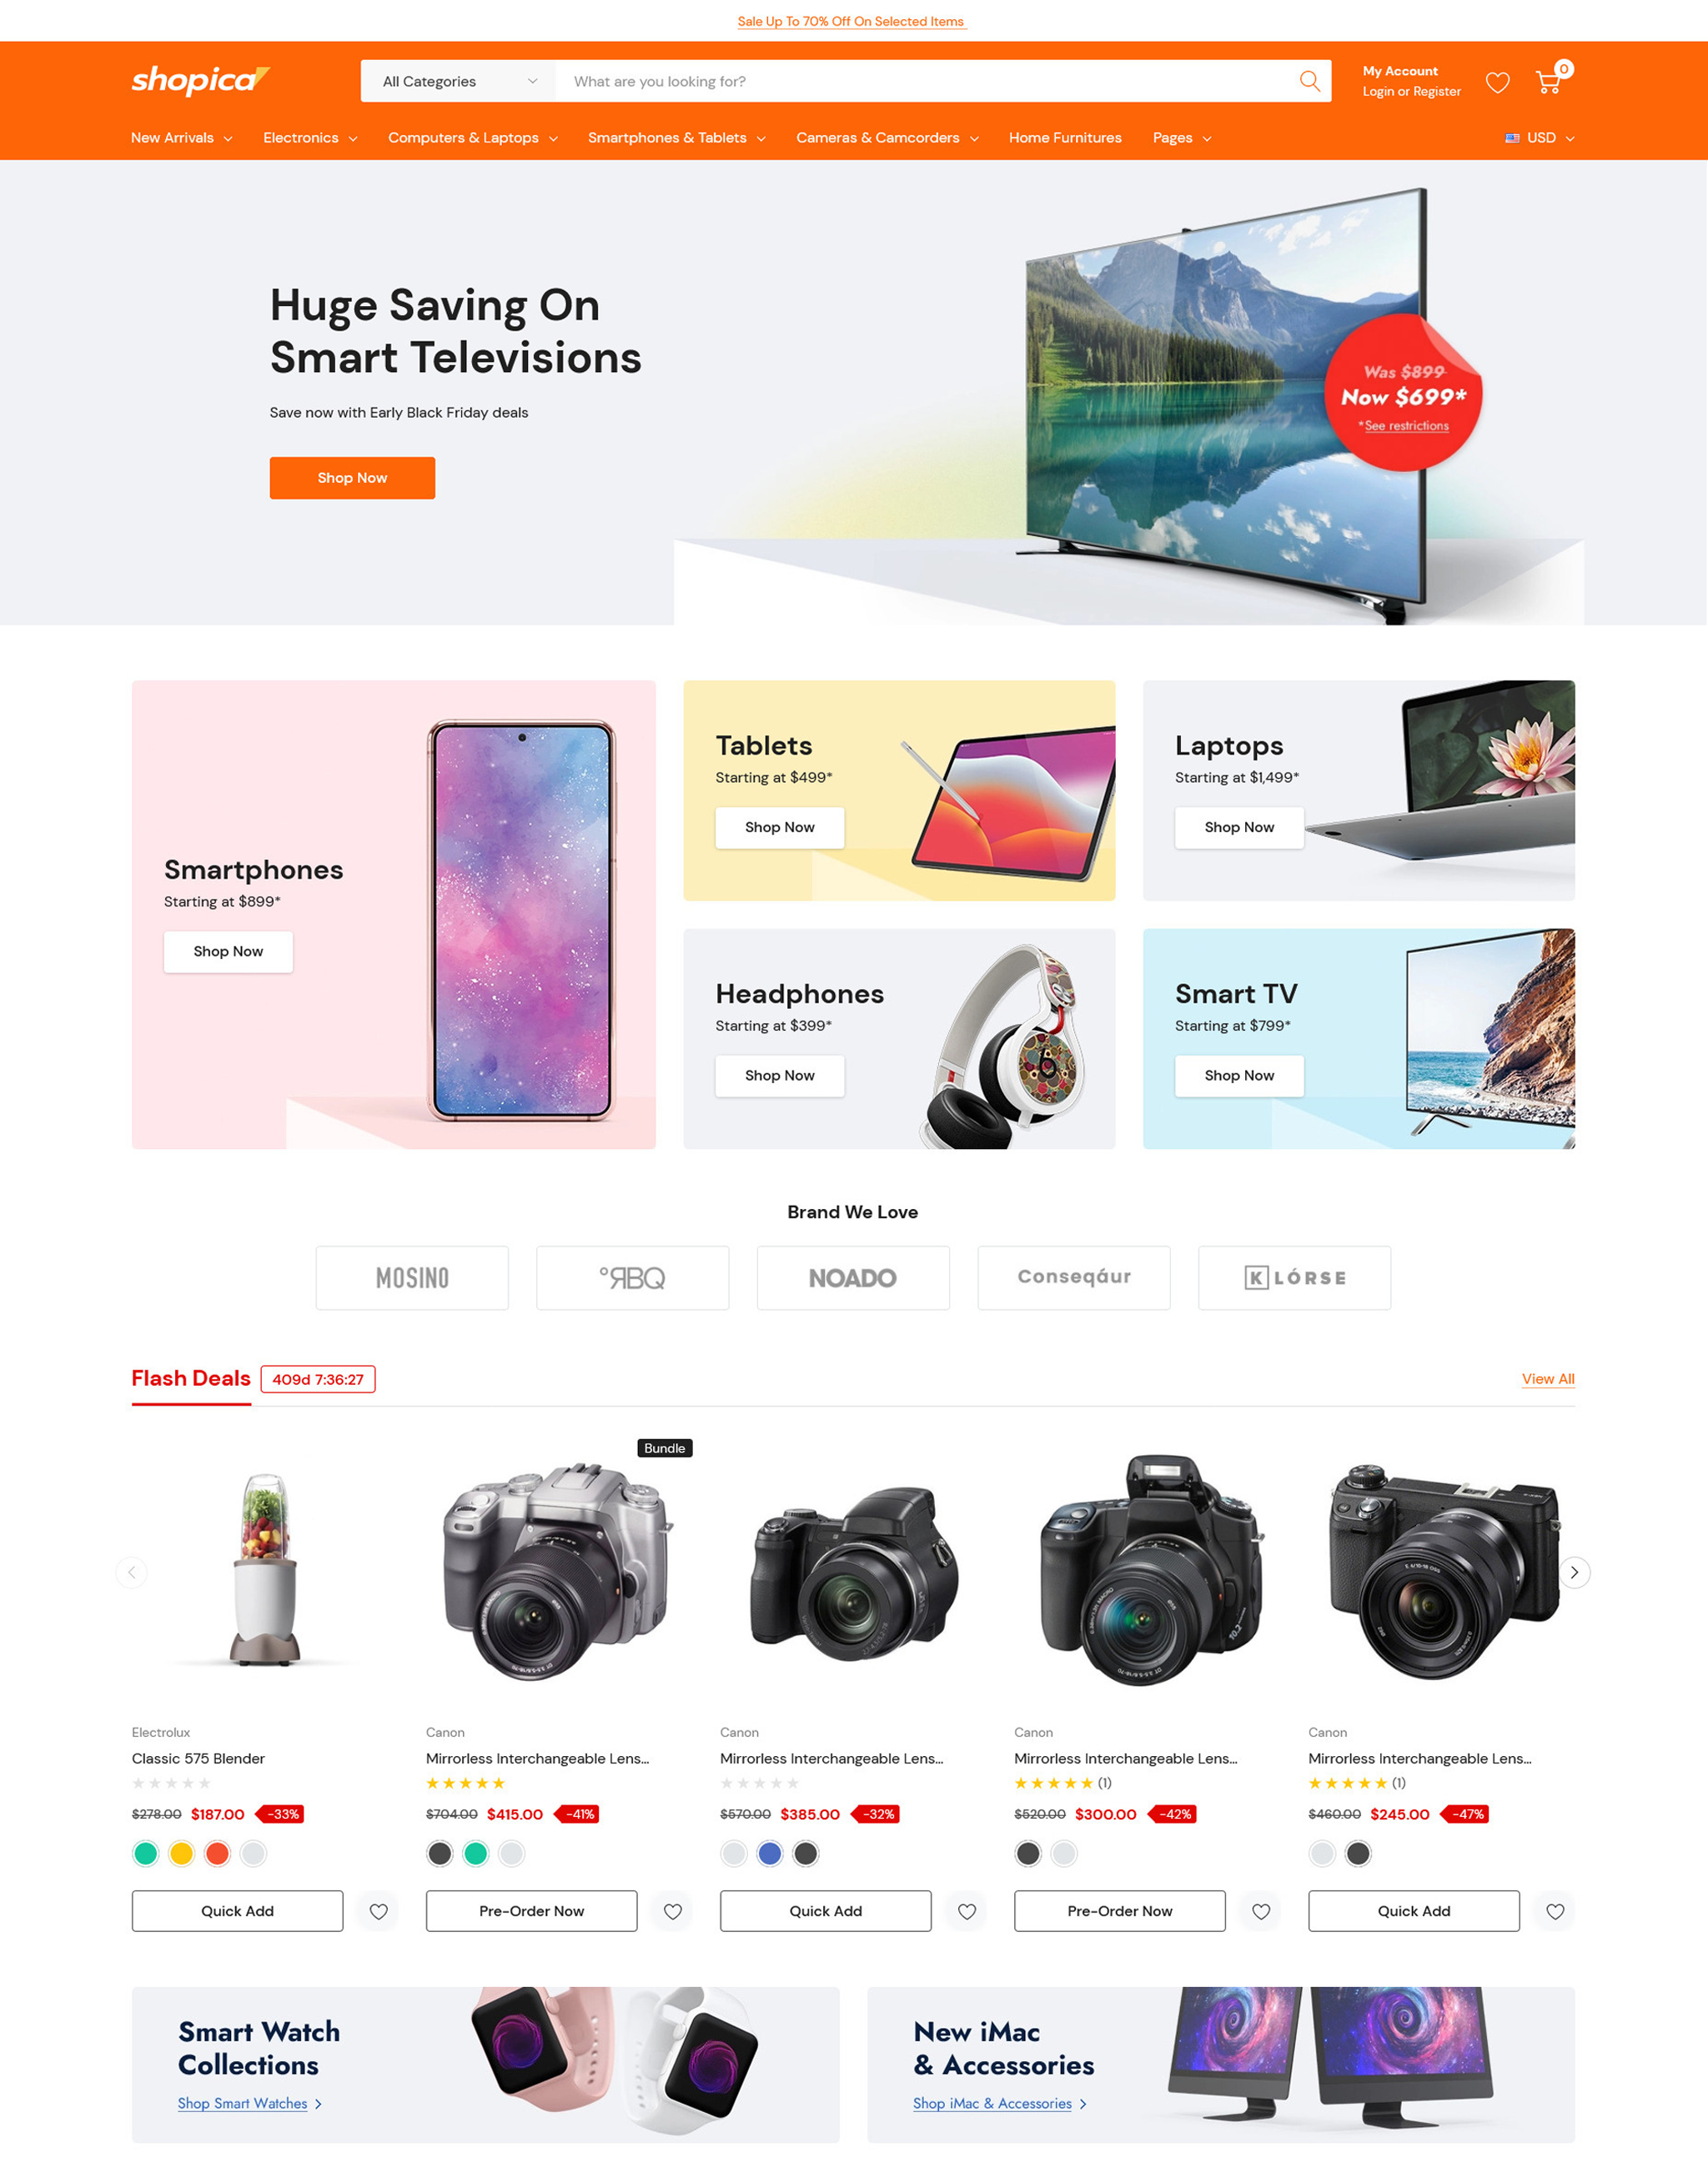 Sale Up To 70% Off On Selected Items
shopica
All Categories
What are you looking for?
My Account
Login or Register
0
New Arrivals
Electronics
Computers & Laptops
Smartphones & Tablets
Cameras & Camcorders
Home Furnitures
Pages
USD
Huge Saving On
Smart Televisions
Save now with Early Black Friday deals
Shop Now
Was $899
Now $699*
*See restrictions
Smartphones
Starting at $899*
Shop Now
Tablets
Starting at $499*
Shop Now
Laptops
Starting at $1,499*
Shop Now
Headphones
Starting at $399*
Shop Now
Smart TV
Starting at $799*
Shop Now
Brand We Love
MOSINO
°ЯBQ
NOADO
Conseqáur
K LÓRSE
Flash Deals
409d 7:36:27
View All
Electrolux
Classic 575 Blender
$278.00 $187.00 -33%
Quick Add
Bundle
Canon
Mirrorless Interchangeable Lens...
$704.00 $415.00 -41%
Pre-Order Now
Canon
Mirrorless Interchangeable Lens...
$570.00 $385.00 -32%
Quick Add
Canon
Mirrorless Interchangeable Lens...
(1)
$520.00 $300.00 -42%
Pre-Order Now
Canon
Mirrorless Interchangeable Lens...
(1)
$460.00 $245.00 -47%
Quick Add
Smart Watch
Collections
Shop Smart Watches
New iMac
& Accessories
Shop iMac & Accessories